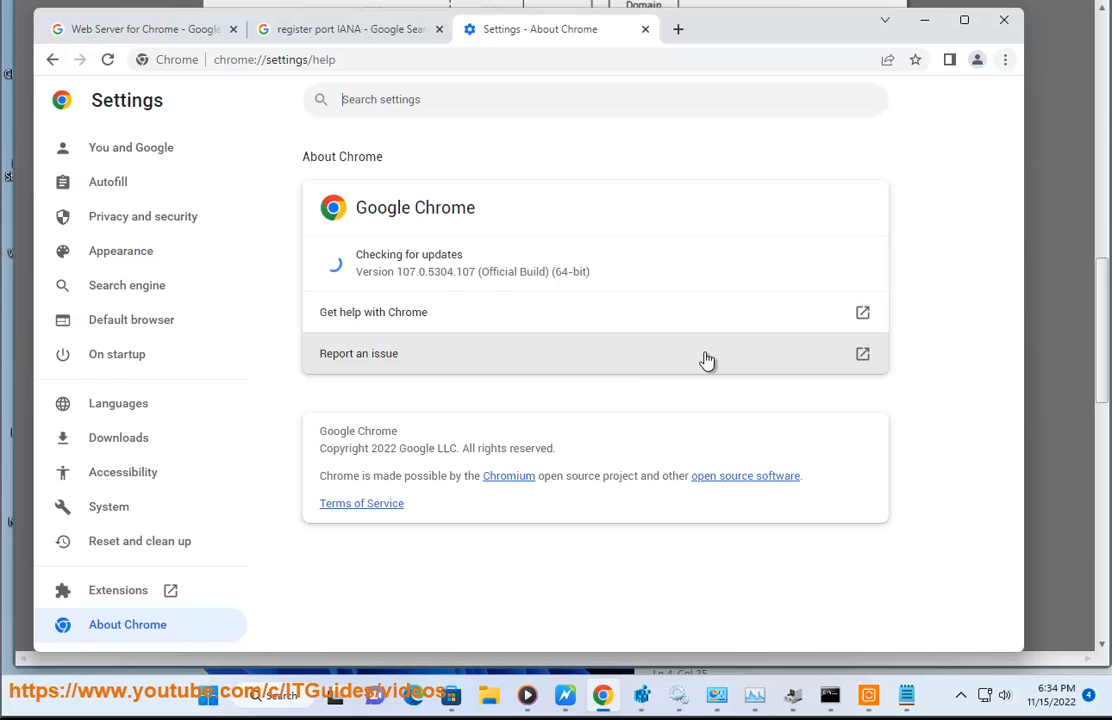 Domain
Web Server for Chrome - Google
register port IANA - Google Sear
Settings - About Chrome
Chrome
chrome://settings/help
Settings
Search settings
You and Google
Autofill
Privacy and security
Appearance
Search engine
Default browser
On startup
Languages
Downloads
Accessibility
System
Reset and clean up
Extensions
About Chrome
About Chrome
Google Chrome
Checking for updates
Version 107.0.5304.107 (Official Build) (64-bit)
Get help with Chrome
Report an issue
Google Chrome
Copyright 2022 Google LLC. All rights reserved.
Chrome is made possible by the Chromium open source project and other open source software.
Terms of Service
https://www.youtube.com/c/ITGuides/videos
Search
6:34 PM
11/15/2022
4